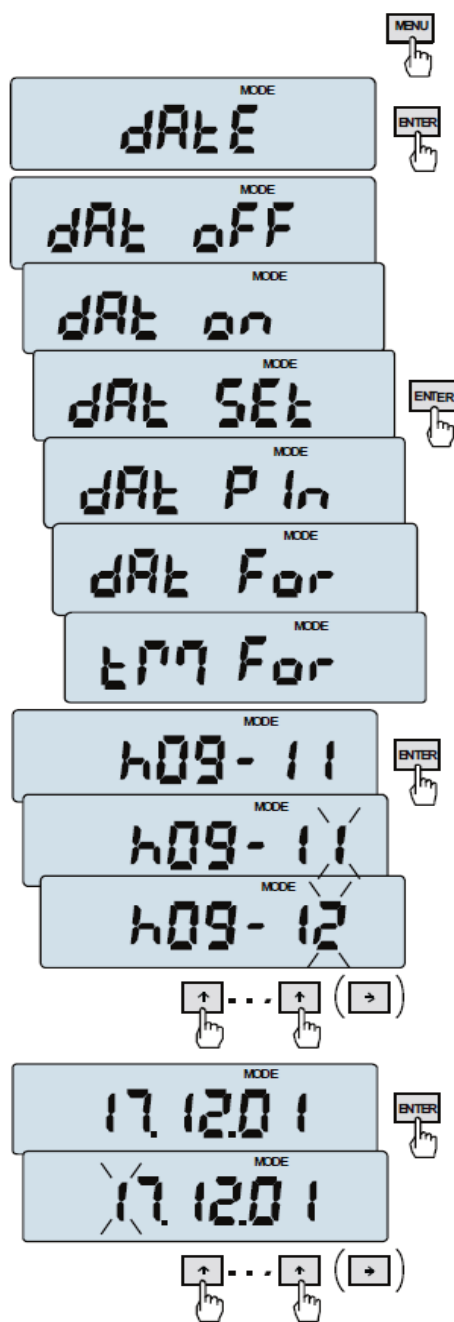 MENU
MODE
dAtE
ENTER
MODE
dAt oFF
MODE
dAt on
MODE
dAt SEt
ENTER
MODE
dAt PIn
MODE
dAt For
MODE
tM For
MODE
h09-11
ENTER
MODE
h09-11
MODE
h09-12
↑ . . . ↑ ( → )
MODE
17.12.01
ENTER
MODE
17.12.01
↑ . . . ↑ ( → )